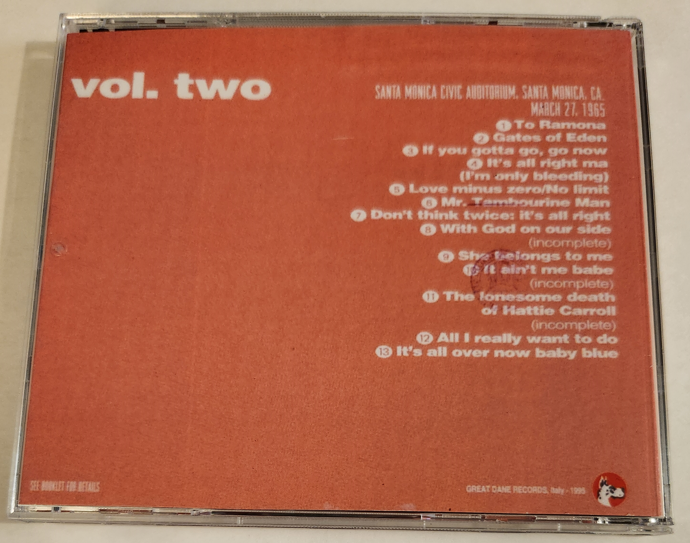 vol. two
SANTA MONICA CIVIC AUDITORIUM, SANTA MONICA, CA.
MARCH 27, 1965
1 To Ramona
2 Gates of Eden
3 If you gotta go, go now
4 It's all right ma
(I'm only bleeding)
5 Love minus zero/No limit
6 Mr. Tambourine Man
7 Don't think twice: it's all right
8 With God on our side
(incomplete)
9 She belongs to me
10 It ain't me babe
(incomplete)
11 The lonesome death
of Hattie Carroll
(incomplete)
12 All I really want to do
13 It's all over now baby blue
SEE BOOKLET FOR DETAILS
GREAT DANE RECORDS, Italy - 1995